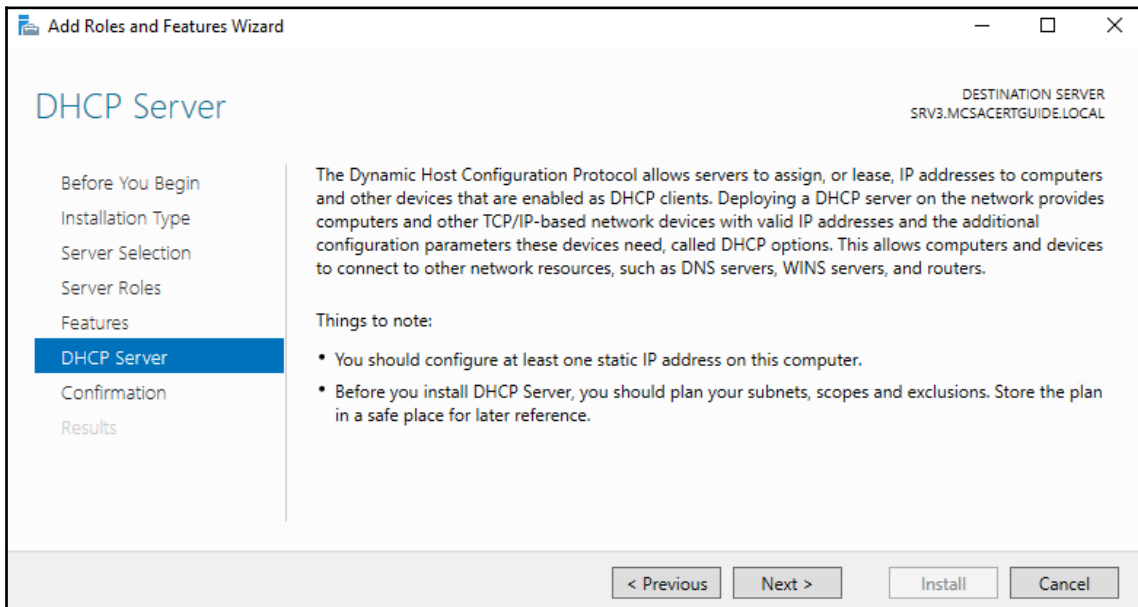 Add Roles and Features Wizard
DHCP Server
DESTINATION SERVER
SRV3.MCSACERTGUIDE.LOCAL
Before You Begin
Installation Type
Server Selection
Server Roles
Features
DHCP Server
Confirmation
Results
The Dynamic Host Configuration Protocol allows servers to assign, or lease, IP addresses to computers
and other devices that are enabled as DHCP clients. Deploying a DHCP server on the network provides
computers and other TCP/IP-based network devices with valid IP addresses and the additional
configuration parameters these devices need, called DHCP options. This allows computers and devices
to connect to other network resources, such as DNS servers, WINS servers, and routers.
Things to note:
• You should configure at least one static IP address on this computer.
• Before you install DHCP Server, you should plan your subnets, scopes and exclusions. Store the plan
in a safe place for later reference.
< Previous
Next >
Install
Cancel